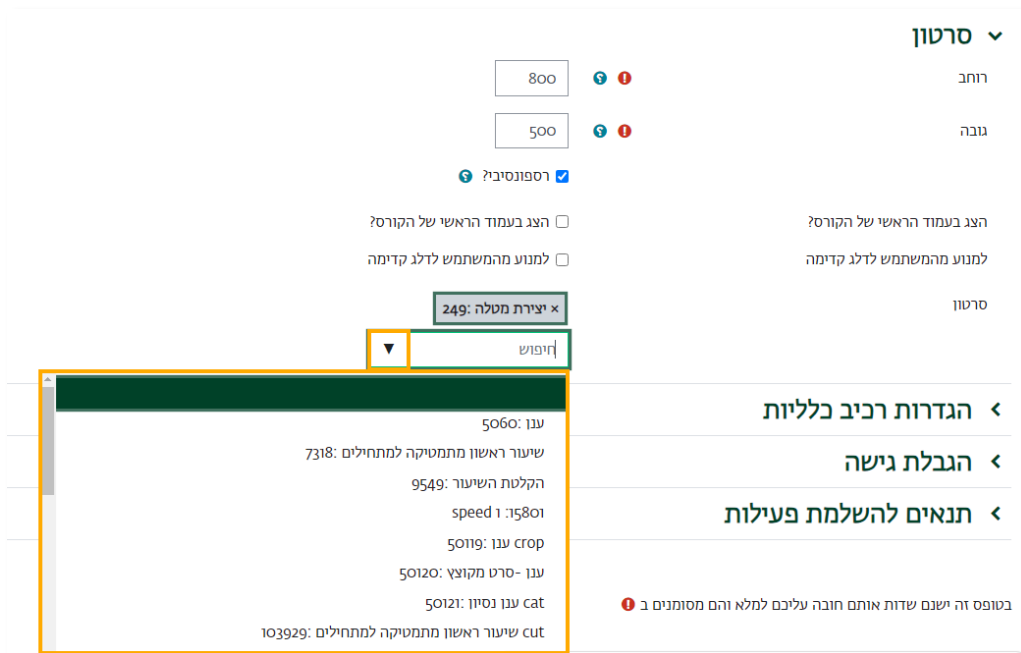 סרטון
רוחב 800
גובה 500
רספונסיבי?
הצג בעמוד הראשי של הקורס? הצג בעמוד הראשי של הקורס?
למנוע מהמשתמש לדלג קדימה למנוע מהמשתמש לדלג קדימה
סרטון × יצירת מטלה :249
חיפוש ▼
הגדרות רכיב כלליות
הגבלת גישה
תנאים להשלמת פעילות
ענן :5060
שיעור ראשון מתמטיקה למתחילים :7318
הקלטת השיעור :9549
speed 1 :15801
crop ענן :50119
ענן -סרט מקוצץ :50120
cat ענן נסיון :50121
cut שיעור ראשון מתמטיקה למתחילים :103929
בטופס זה ישנם שדות אותם חובה עליכם למלא והם מסומנים ב